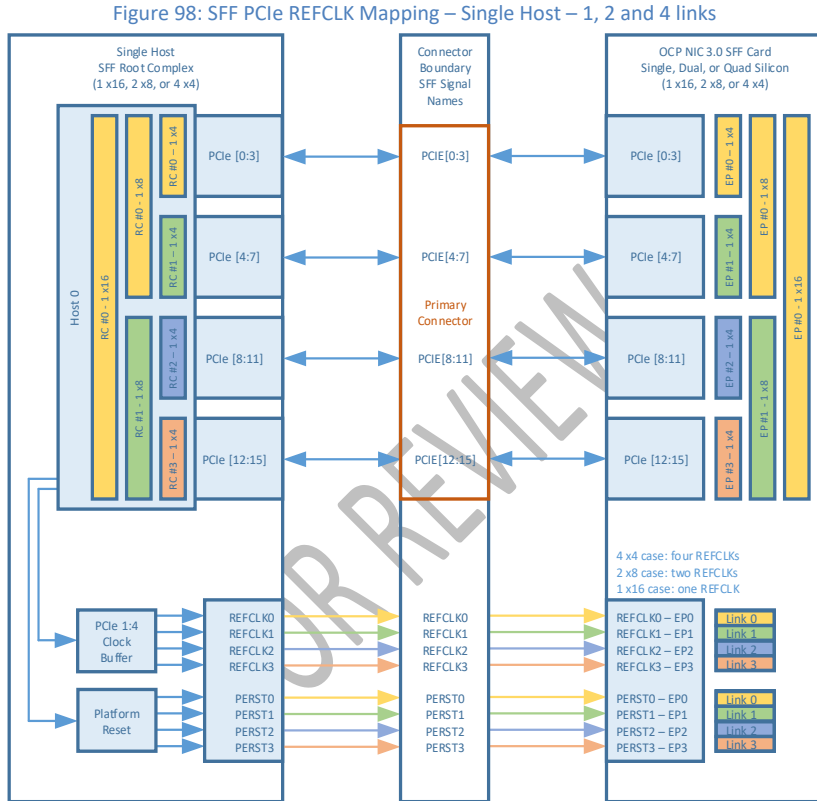 Figure 98: SFF PCIe REFCLK Mapping – Single Host – 1, 2 and 4 links
Single Host
SFF Root Complex
(1 x16, 2 x8, or 4 x4)
Host 0
RC #0 - 1 x16
RC #0 - 1 x8
RC #1 - 1 x8
RC #0 – 1 x4
RC #1 – 1 x4
RC #2 – 1 x4
RC #3 – 1 x4
PCIe [0:3]
PCIe [4:7]
PCIe [8:11]
PCIe [12:15]
Connector
Boundary
SFF Signal
Names
PCIE[0:3]
PCIE[4:7]
Primary
Connector
PCIE[8:11]
PCIE[12:15]
OCP NIC 3.0 SFF Card
Single, Dual, or Quad Silicon
(1 x16, 2 x8, or 4 x4)
PCIe [0:3]
PCIe [4:7]
PCIe [8:11]
PCIe [12:15]
EP #0 – 1 x4
EP #1 – 1 x4
EP #2 – 1 x4
EP #3 – 1 x4
EP #0 - 1 x8
EP #1 - 1 x8
EP #0 - 1 x16
4 x4 case: four REFCLKs
2 x8 case: two REFCLKs
1 x16 case: one REFCLK
PCIe 1:4
Clock
Buffer
Platform
Reset
REFCLK0
REFCLK1
REFCLK2
REFCLK3
PERST0
PERST1
PERST2
PERST3
REFCLK0
REFCLK1
REFCLK2
REFCLK3
PERST0
PERST1
PERST2
PERST3
REFCLK0 – EP0
REFCLK1 – EP1
REFCLK2 – EP2
REFCLK3 – EP3
PERST0 – EP0
PERST1 – EP1
PERST2 – EP2
PERST3 – EP3
Link 0
Link 1
Link 2
Link 3
Link 0
Link 1
Link 2
Link 3
OR REVIEW